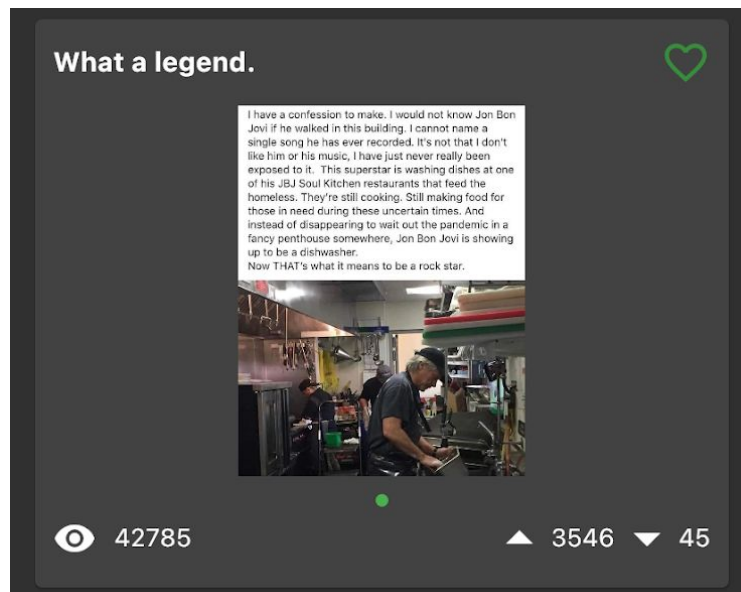 What a legend.
I have a confession to make. I would not know Jon Bon
Jovi if he walked in this building. I cannot name a
single song he has ever recorded. It's not that I don't
like him or his music, I have just never really been
exposed to it. This superstar is washing dishes at one
of his JBJ Soul Kitchen restaurants that feed the
homeless. They're still cooking. Still making food for
those in need during these uncertain times. And
instead of disappearing to wait out the pandemic in a
fancy penthouse somewhere, Jon Bon Jovi is showing
up to be a dishwasher.
Now THAT's what it means to be a rock star.
42785 3546 45